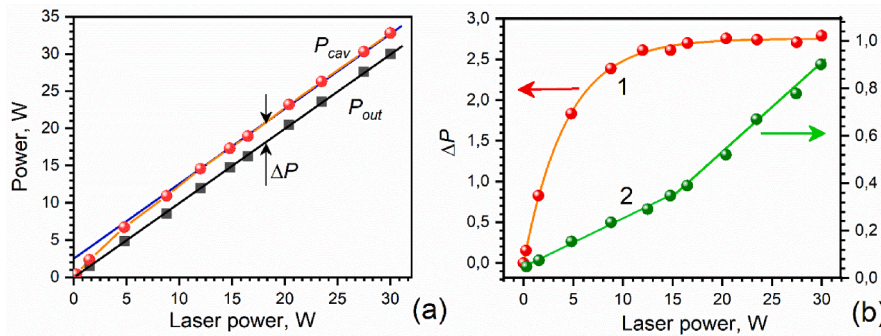 35
30
25
20
15
10
5
0
Power, W
P_cav
P_out
ΔP
0 5 10 15 20 25 30
Laser power, W
(a)
3,0
2,5
2,0
1,5
1,0
0,5
0,0
ΔP
1
2
1,0
0,8
0,6
0,4
0,2
0,0
0 5 10 15 20 25 30
Laser power, W
(b)